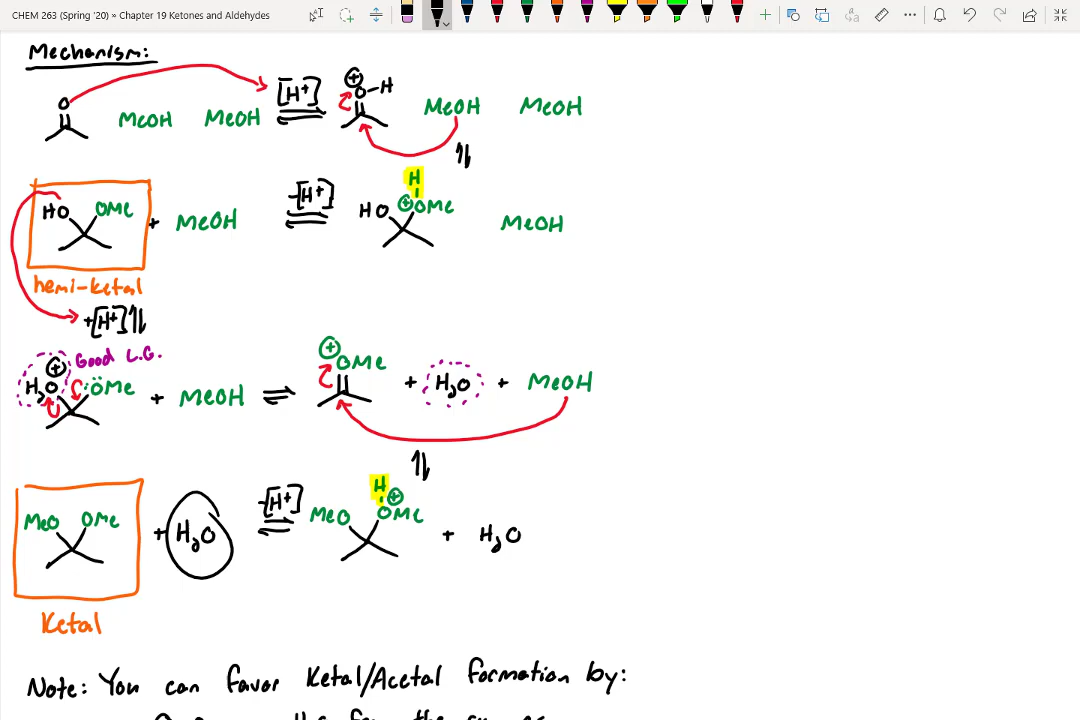 CHEM 263 (Spring '20) » Chapter 19 Ketones and Aldehydes
Mechanism:
O MeOH MeOH [H⁺] ⊕ O-H MeOH MeOH
HO OMe + MeOH -[H⁺] HO H ⊕OMe MeOH
hemi-ketal
+[H⁺]
Good L.G.
⊕ H₂O :ÖMe + MeOH ⊕ OMe + H₂O + MeOH
MeO OMe + H₂O -[H⁺] MeO H ⊕ OMe + H₂O
Ketal
Note: You can favor Ketal/Acetal formation by: